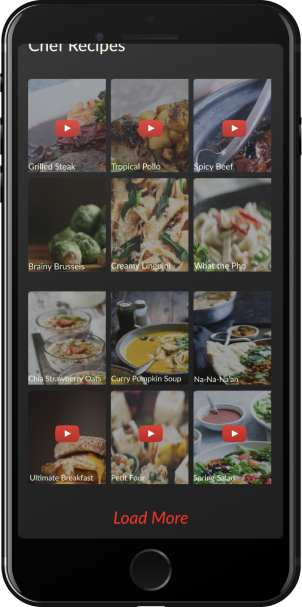 Chef Recipes
Grilled Steak
Tropical Pollo
Spicy Beef
Brainy Brussels
Creamy Linguini
What the Pho
Chia Strawberry Oats
Curry Pumpkin Soup
Na-Na-Na'an
Ultimate Breakfast
Petit Four
Spring Salad
Load More